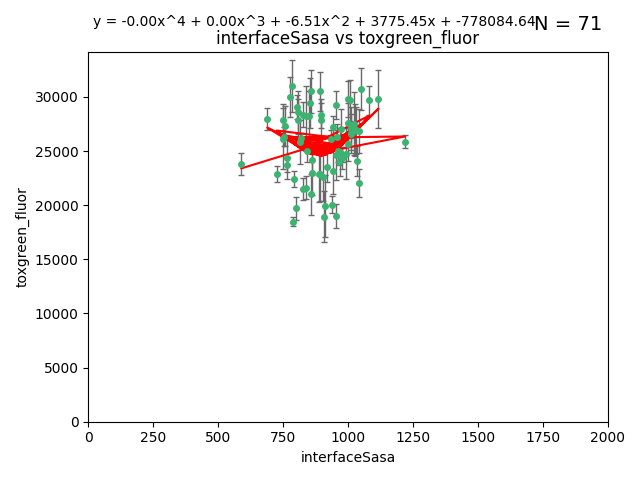 y = -0.00x^4 + 0.00x^3 + -6.51x^2 + 3775.45x + -778084.64
N = 71
interfaceSasa vs toxgreen_fluor
30000
25000
20000
15000
10000
5000
0
toxgreen_fluor
0 250 500 750 1000 1250 1500 1750 2000
interfaceSasa